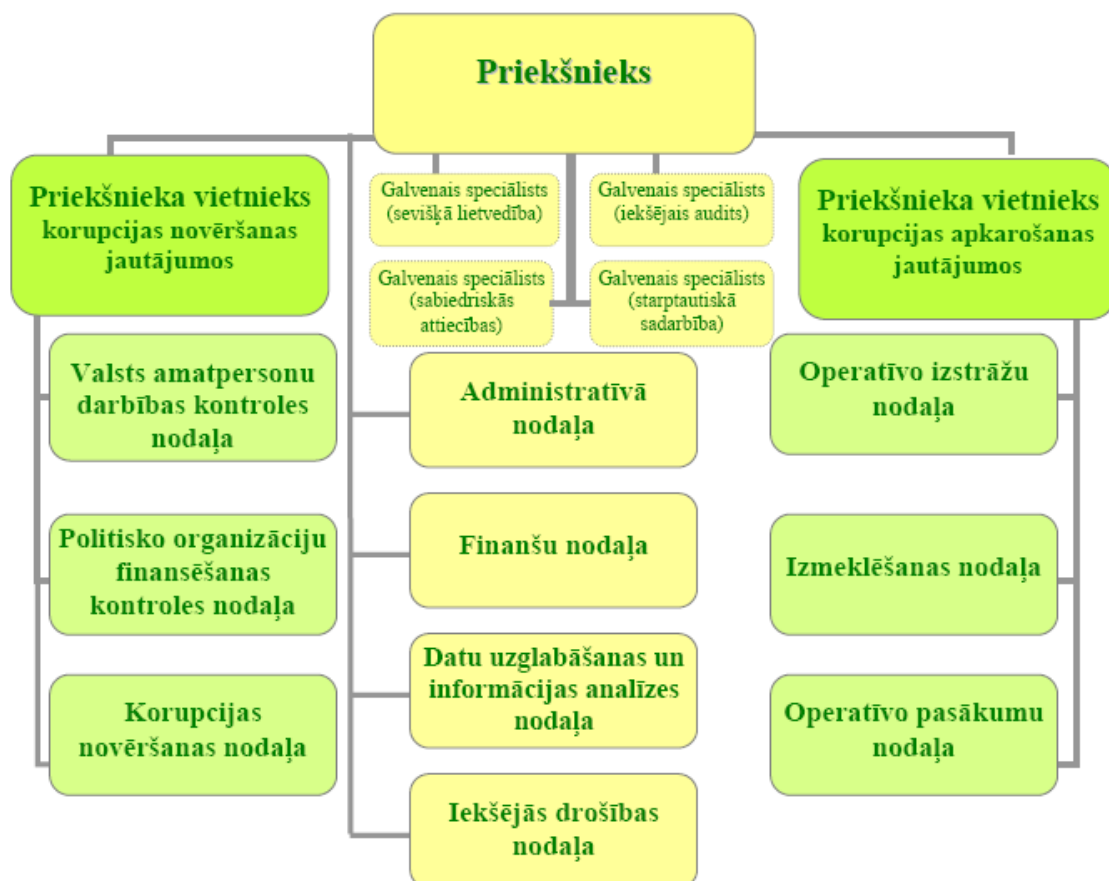 Priekšnieks
Priekšnieka vietnieks
korupcijas novēršanas
jautājumos
Galvenais speciālists
(sevišķā lietvedība)
Galvenais speciālists
(iekšējais audits)
Galvenais speciālists
(sabiedriskās
attiecības)
Galvenais speciālists
(starptautiskā
sadarbība)
Priekšnieka vietnieks
korupcijas apkarošanas
jautājumos
Valsts amatpersonu
darbības kontroles
nodaļa
Politisko organizāciju
finansēšanas
kontroles nodaļa
Korupcijas
novēršanas nodaļa
Administratīvā
nodaļa
Finanšu nodaļa
Datu uzglabāšanas un
informācijas analīzes
nodaļa
Iekšējās drošības
nodaļa
Operatīvo izstrāžu
nodaļa
Izmeklēšanas nodaļa
Operatīvo pasākumu
nodaļa